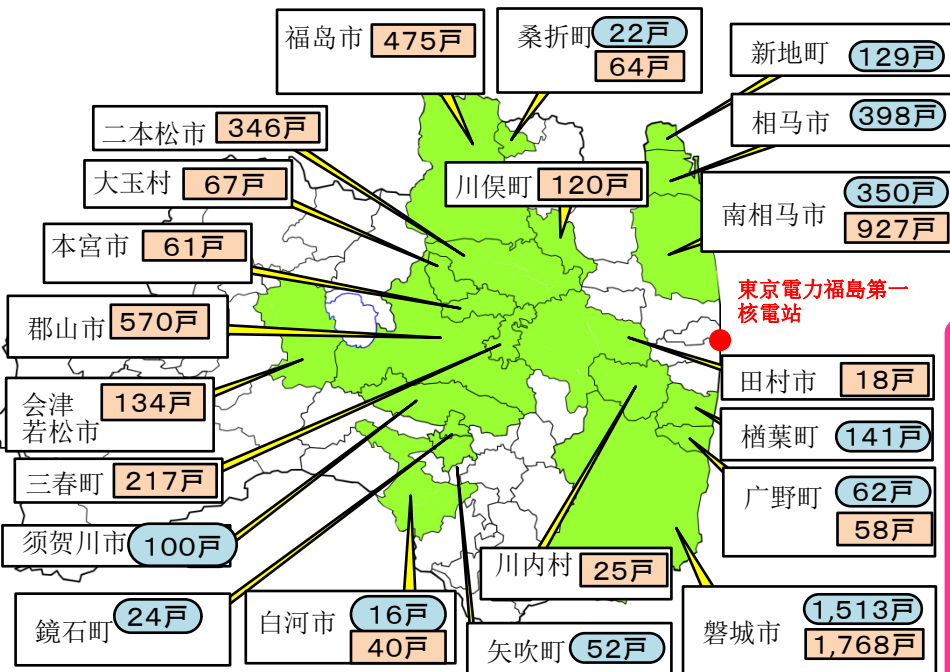 福島市 475戸
桑折町 22戸
64戸
新地町 129戸
相马市 398戸
二本松市 346戸
大玉村 67戸
川俣町 120戸
南相马市 350戸
927戸
本宮市 61戸
東京電力福島第一
核電站
郡山市 570戸
田村市 18戸
会津
若松市 134戸
楢葉町 141戸
三春町 217戸
广野町 62戸
58戸
须贺川市 100戸
川内村 25戸
鏡石町 24戸
白河市 16戸
40戸
矢吹町 52戸
磐城市 1,513戸
1,768戸